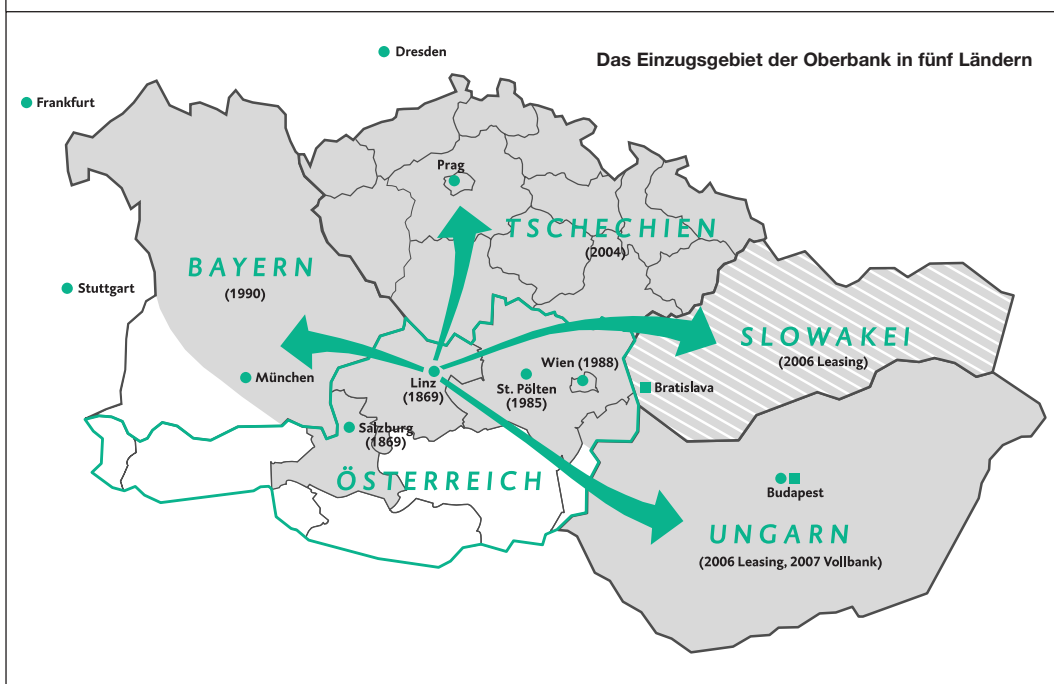 Dresden
Das Einzugsgebiet der Oberbank in fünf Ländern
Frankfurt
Prag
TSCHECHIEN
(2004)
BAYERN
(1990)
Stuttgart
SLOWAKEI
(2006 Leasing)
Wien (1988)
München
Linz
(1869)
St. Pölten
(1985)
Bratislava
Salzburg
(1869)
ÖSTERREICH
Budapest
UNGARN
(2006 Leasing, 2007 Vollbank)